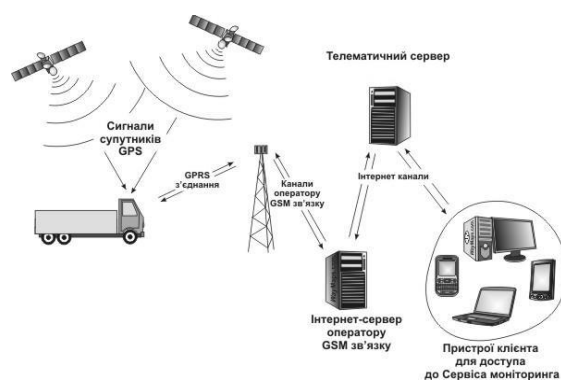 Телематичний сервер
Сигнали
супутників
GPS
GPRS
з'єднання
Канали
оператору
GSM зв'язку
Інтернет канали
Інтернет-сервер
оператору
GSM зв'язку
Пристрої клієнта
для доступа
до Сервіса моніторинга